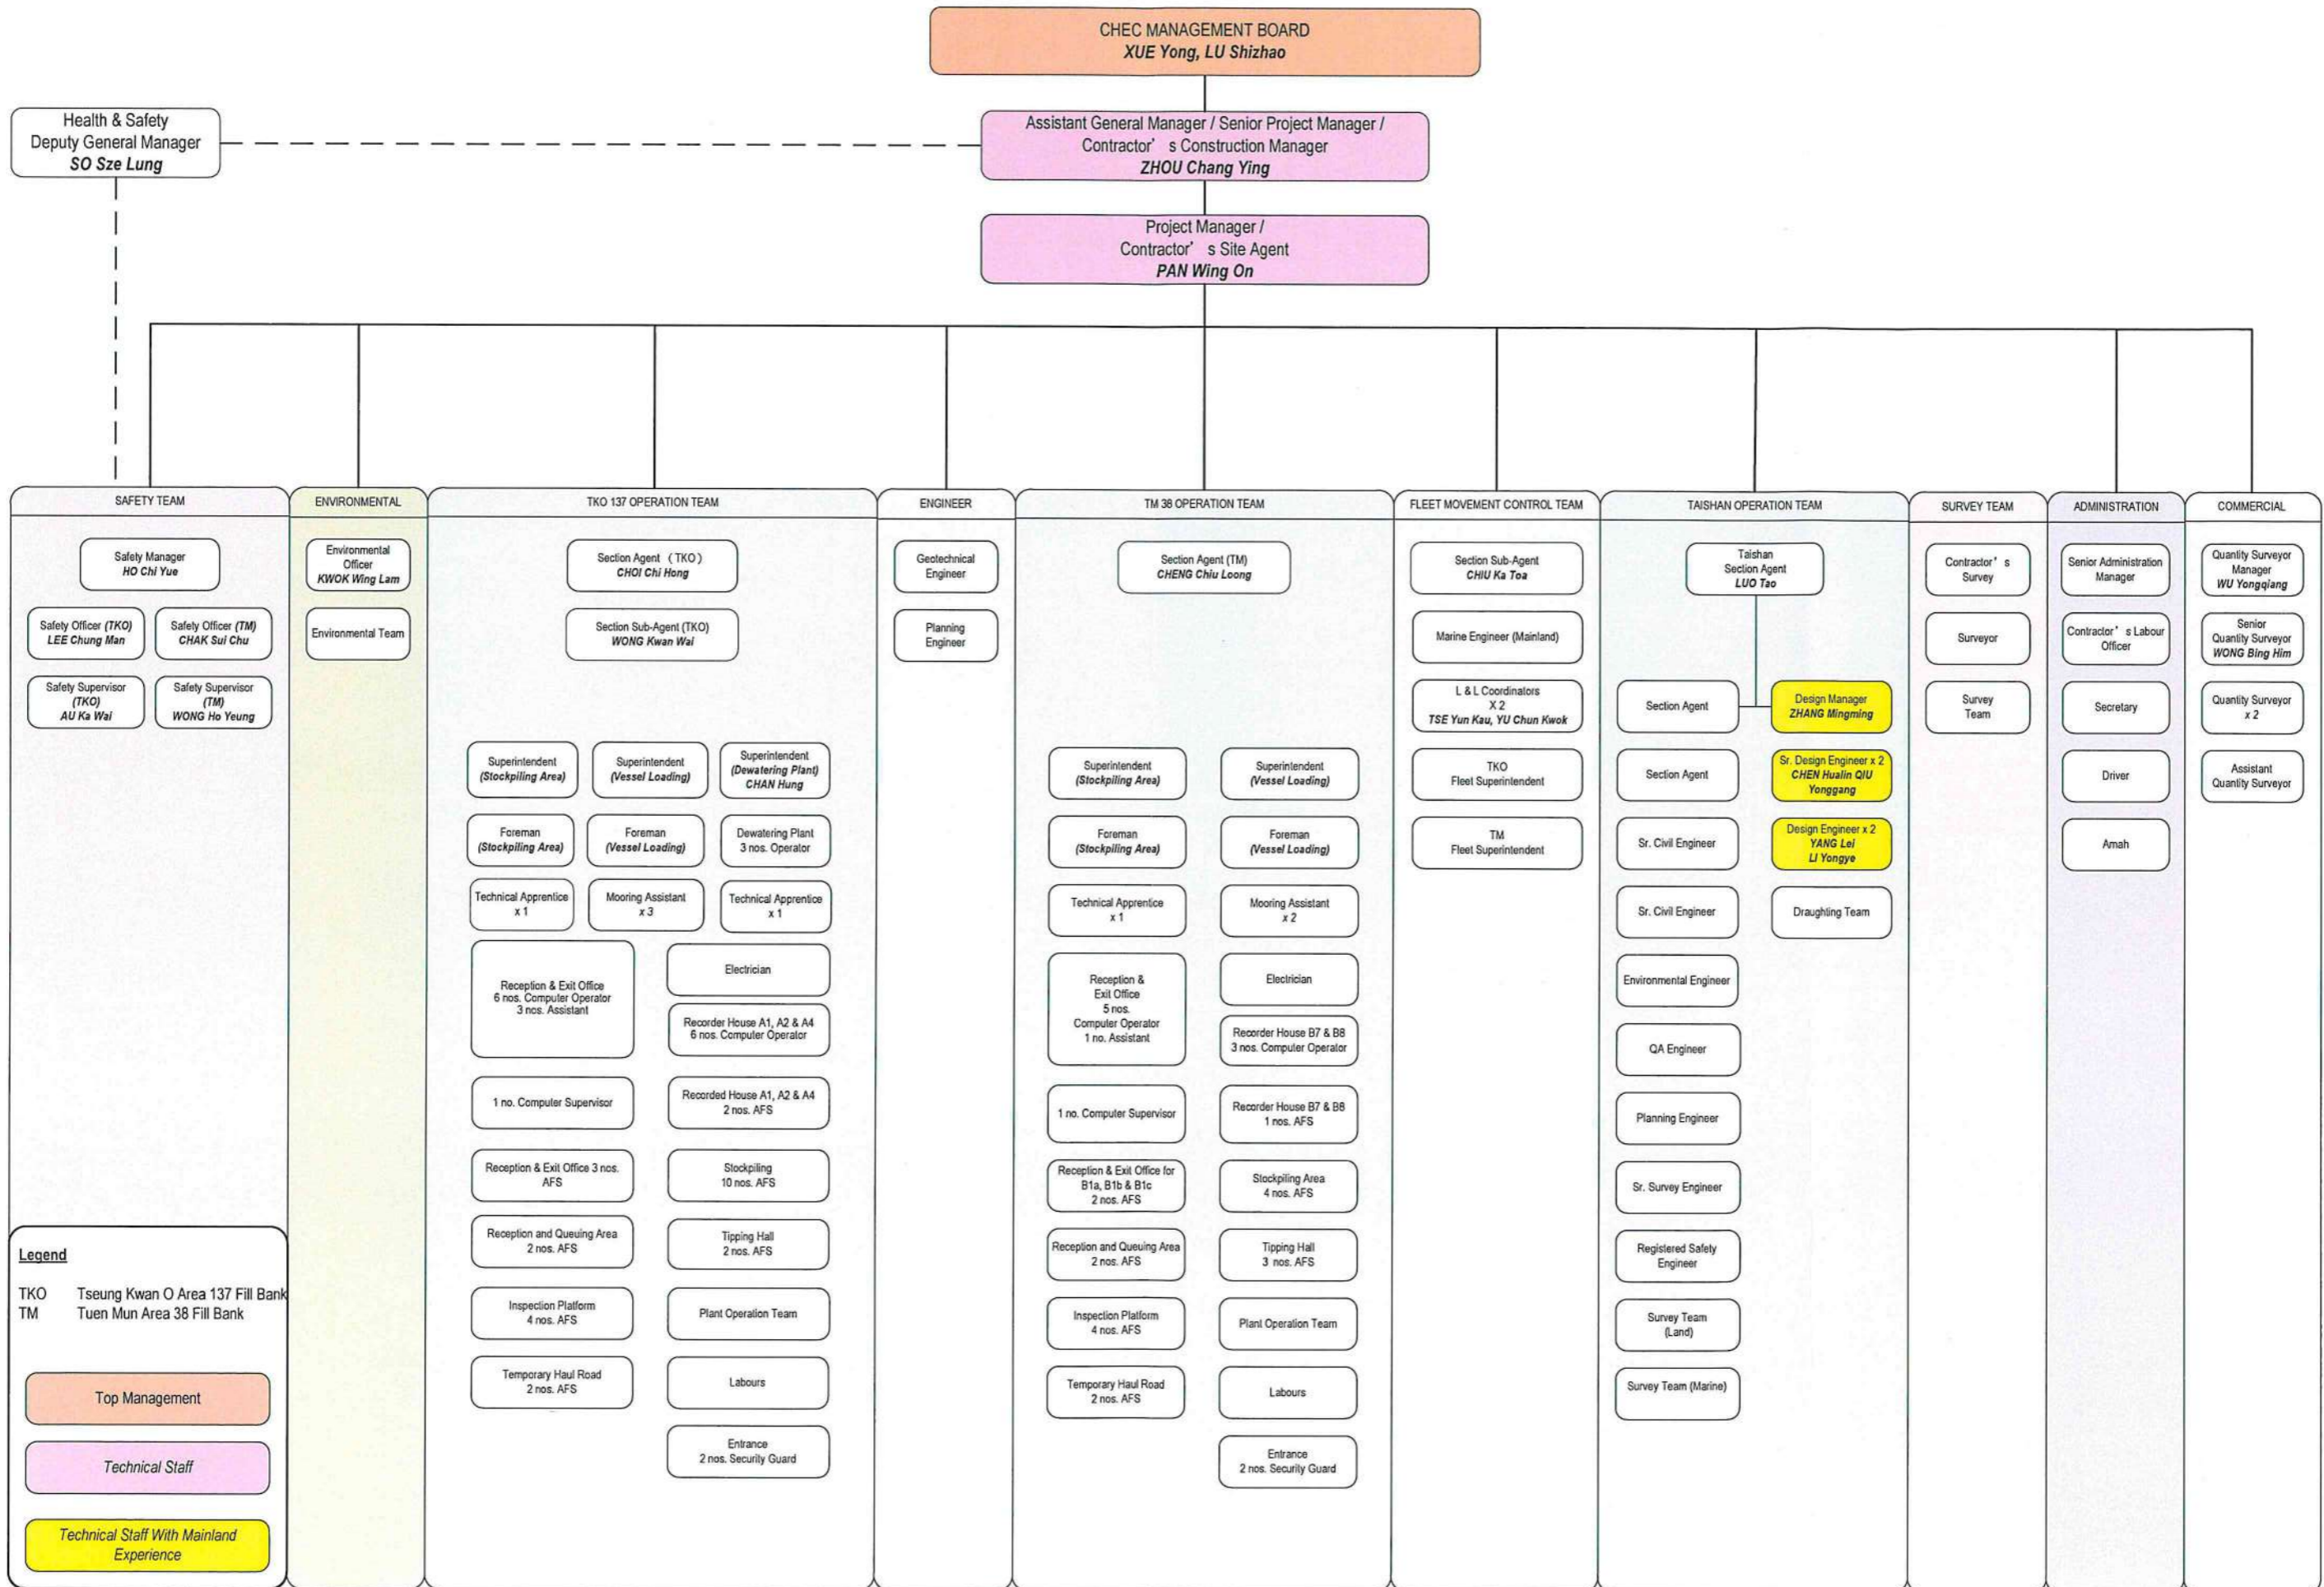 CHEC MANAGEMENT BOARD
XUE Yong, LU Shizhao
Health & Safety
Deputy General Manager
SO Sze Lung
Assistant General Manager / Senior Project Manager /
Contractor’ s Construction Manager
ZHOU Chang Ying
Project Manager /
Contractor’ s Site Agent
PAN Wing On
SAFETY TEAM
Safety Manager
HO Chi Yue
Safety Officer (TKO)
LEE Chung Man
Safety Officer (TM)
CHAK Sui Chu
Safety Supervisor
(TKO)
AU Ka Wai
Safety Supervisor
(TM)
WONG Ho Yeung
ENVIRONMENTAL
Environmental
Officer
KWOK Wing Lam
Environmental Team
TKO 137 OPERATION TEAM
Section Agent （TKO）
CHOI Chi Hong
Section Sub-Agent (TKO)
WONG Kwan Wai
Superintendent
(Stockpiling Area)
Superintendent
(Vessel Loading)
Superintendent
(Dewatering Plant)
CHAN Hung
Foreman
(Stockpiling Area)
Foreman
(Vessel Loading)
Dewatering Plant
3 nos. Operator
Technical Apprentice
x 1
Mooring Assistant
x 3
Technical Apprentice
x 1
Reception & Exit Office
6 nos. Computer Operator
3 nos. Assistant
Electrician
Recorder House A1, A2 & A4
6 nos. Computer Operator
1 no. Computer Supervisor
Recorded House A1, A2 & A4
2 nos. AFS
Reception & Exit Office 3 nos.
AFS
Stockpiling
10 nos. AFS
Reception and Queuing Area
2 nos. AFS
Tipping Hall
2 nos. AFS
Inspection Platform
4 nos. AFS
Plant Operation Team
Temporary Haul Road
2 nos. AFS
Labours
Entrance
2 nos. Security Guard
ENGINEER
Geotechnical
Engineer
Planning
Engineer
TM 38 OPERATION TEAM
Section Agent (TM)
CHENG Chiu Loong
Superintendent
(Stockpiling Area)
Superintendent
(Vessel Loading)
Foreman
(Stockpiling Area)
Foreman
(Vessel Loading)
Technical Apprentice
x 1
Mooring Assistant
x 2
Reception &
Exit Office
5 nos.
Computer Operator
1 no. Assistant
Electrician
Recorder House B7 & B8
3 nos. Computer Operator
1 no. Computer Supervisor
Recorder House B7 & B8
1 nos. AFS
Reception & Exit Office for
B1a, B1b & B1c
2 nos. AFS
Stockpiling Area
4 nos. AFS
Reception and Queuing Area
2 nos. AFS
Tipping Hall
3 nos. AFS
Inspection Platform
4 nos. AFS
Plant Operation Team
Temporary Haul Road
2 nos. AFS
Labours
Entrance
2 nos. Security Guard
FLEET MOVEMENT CONTROL TEAM
Section Sub-Agent
CHIU Ka Toa
Marine Engineer (Mainland)
L & L Coordinators
X 2
TSE Yun Kau, YU Chun Kwok
TKO
Fleet Superintendent
TM
Fleet Superintendent
TAISHAN OPERATION TEAM
Taishan
Section Agent
LUO Tao
Section Agent
Design Manager
ZHANG Mingming
Section Agent
Sr. Design Engineer x 2
CHEN Hualin QIU
Yonggang
Sr. Civil Engineer
Design Engineer x 2
YANG Lei
LI Yongye
Sr. Civil Engineer
Draughting Team
Environmental Engineer
QA Engineer
Planning Engineer
Sr. Survey Engineer
Registered Safety
Engineer
Survey Team
(Land)
Survey Team (Marine)
SURVEY TEAM
Contractor’ s
Survey
Surveyor
Survey
Team
ADMINISTRATION
Senior Administration
Manager
Contractor’ s Labour
Officer
Secretary
Driver
Amah
COMMERCIAL
Quantity Surveyor
Manager
WU Yongqiang
Senior
Quantity Surveyor
WONG Bing Him
Quantity Surveyor
x 2
Assistant
Quantity Surveyor
Legend
TKO Tseung Kwan O Area 137 Fill Bank
TM Tuen Mun Area 38 Fill Bank
Top Management
Technical Staff
Technical Staff With Mainland
Experience